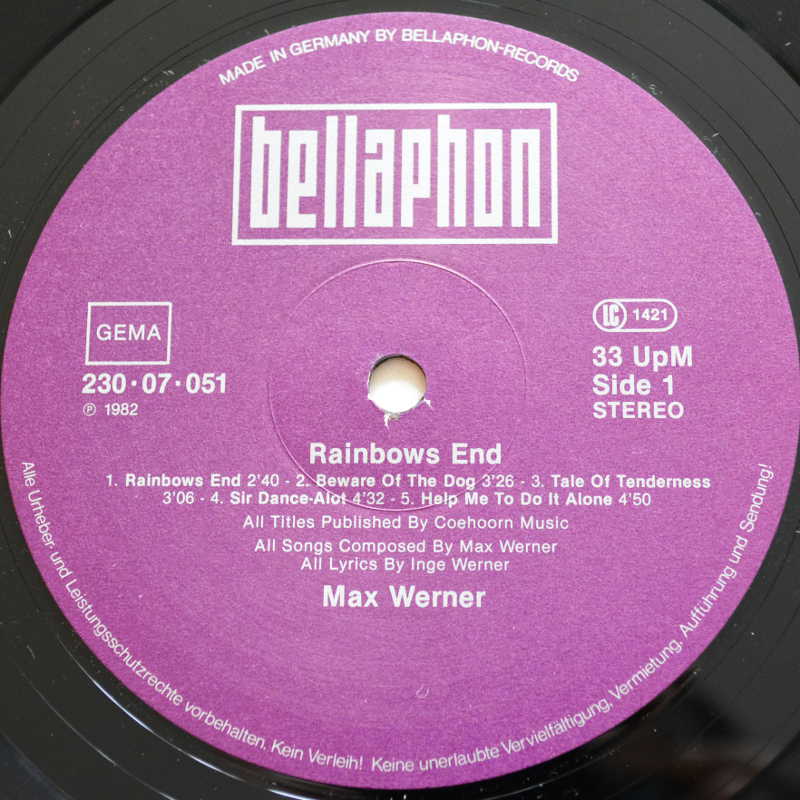 MADE IN GERMANY BY BELLAPHON-RECORDS
bellaphon
GEMA
230·07·051
Ⓟ 1982
LC 1421
33 UpM
Side 1
STEREO
Rainbows End
1. Rainbows End 2'40 - 2. Beware Of The Dog 3'26 - 3. Tale Of Tenderness
3'06 - 4. Sir Dance-Alot 4'32 - 5. Help Me To Do It Alone 4'50
All Titles Published By Coehoorn Music
All Songs Composed By Max Werner
All Lyrics By Inge Werner
Max Werner
Alle Urheber- und Leistungsschutzrechte vorbehalten. Kein Verleih! Keine unerlaubte Vervielfältigung, Vermietung, Aufführung und Sendung!